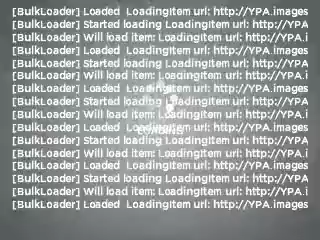 [BulkLoader] Loaded LoadingItem url: http://YPA.images
[BulkLoader] Started loading LoadingItem url: http://YPA
[BulkLoader] Will load item: LoadingItem url: http://YPA.i
[BulkLoader] Loaded LoadingItem url: http://YPA.images
[BulkLoader] Started loading LoadingItem url: http://YPA
[BulkLoader] Will load item: LoadingItem url: http://YPA.i
[BulkLoader] Loaded LoadingItem url: http://YPA.images
[BulkLoader] Started loading LoadingItem url: http://YPA
[BulkLoader] Will load item: LoadingItem url: http://YPA.i
[BulkLoader] Loaded LoadingItem url: http://YPA.images
[BulkLoader] Started loading LoadingItem url: http://YPA
[BulkLoader] Will load item: LoadingItem url: http://YPA.i
[BulkLoader] Loaded LoadingItem url: http://YPA.images
[BulkLoader] Started loading LoadingItem url: http://YPA
[BulkLoader] Will load item: LoadingItem url: http://YPA.i
[BulkLoader] Loaded LoadingItem url: http://YPA.images